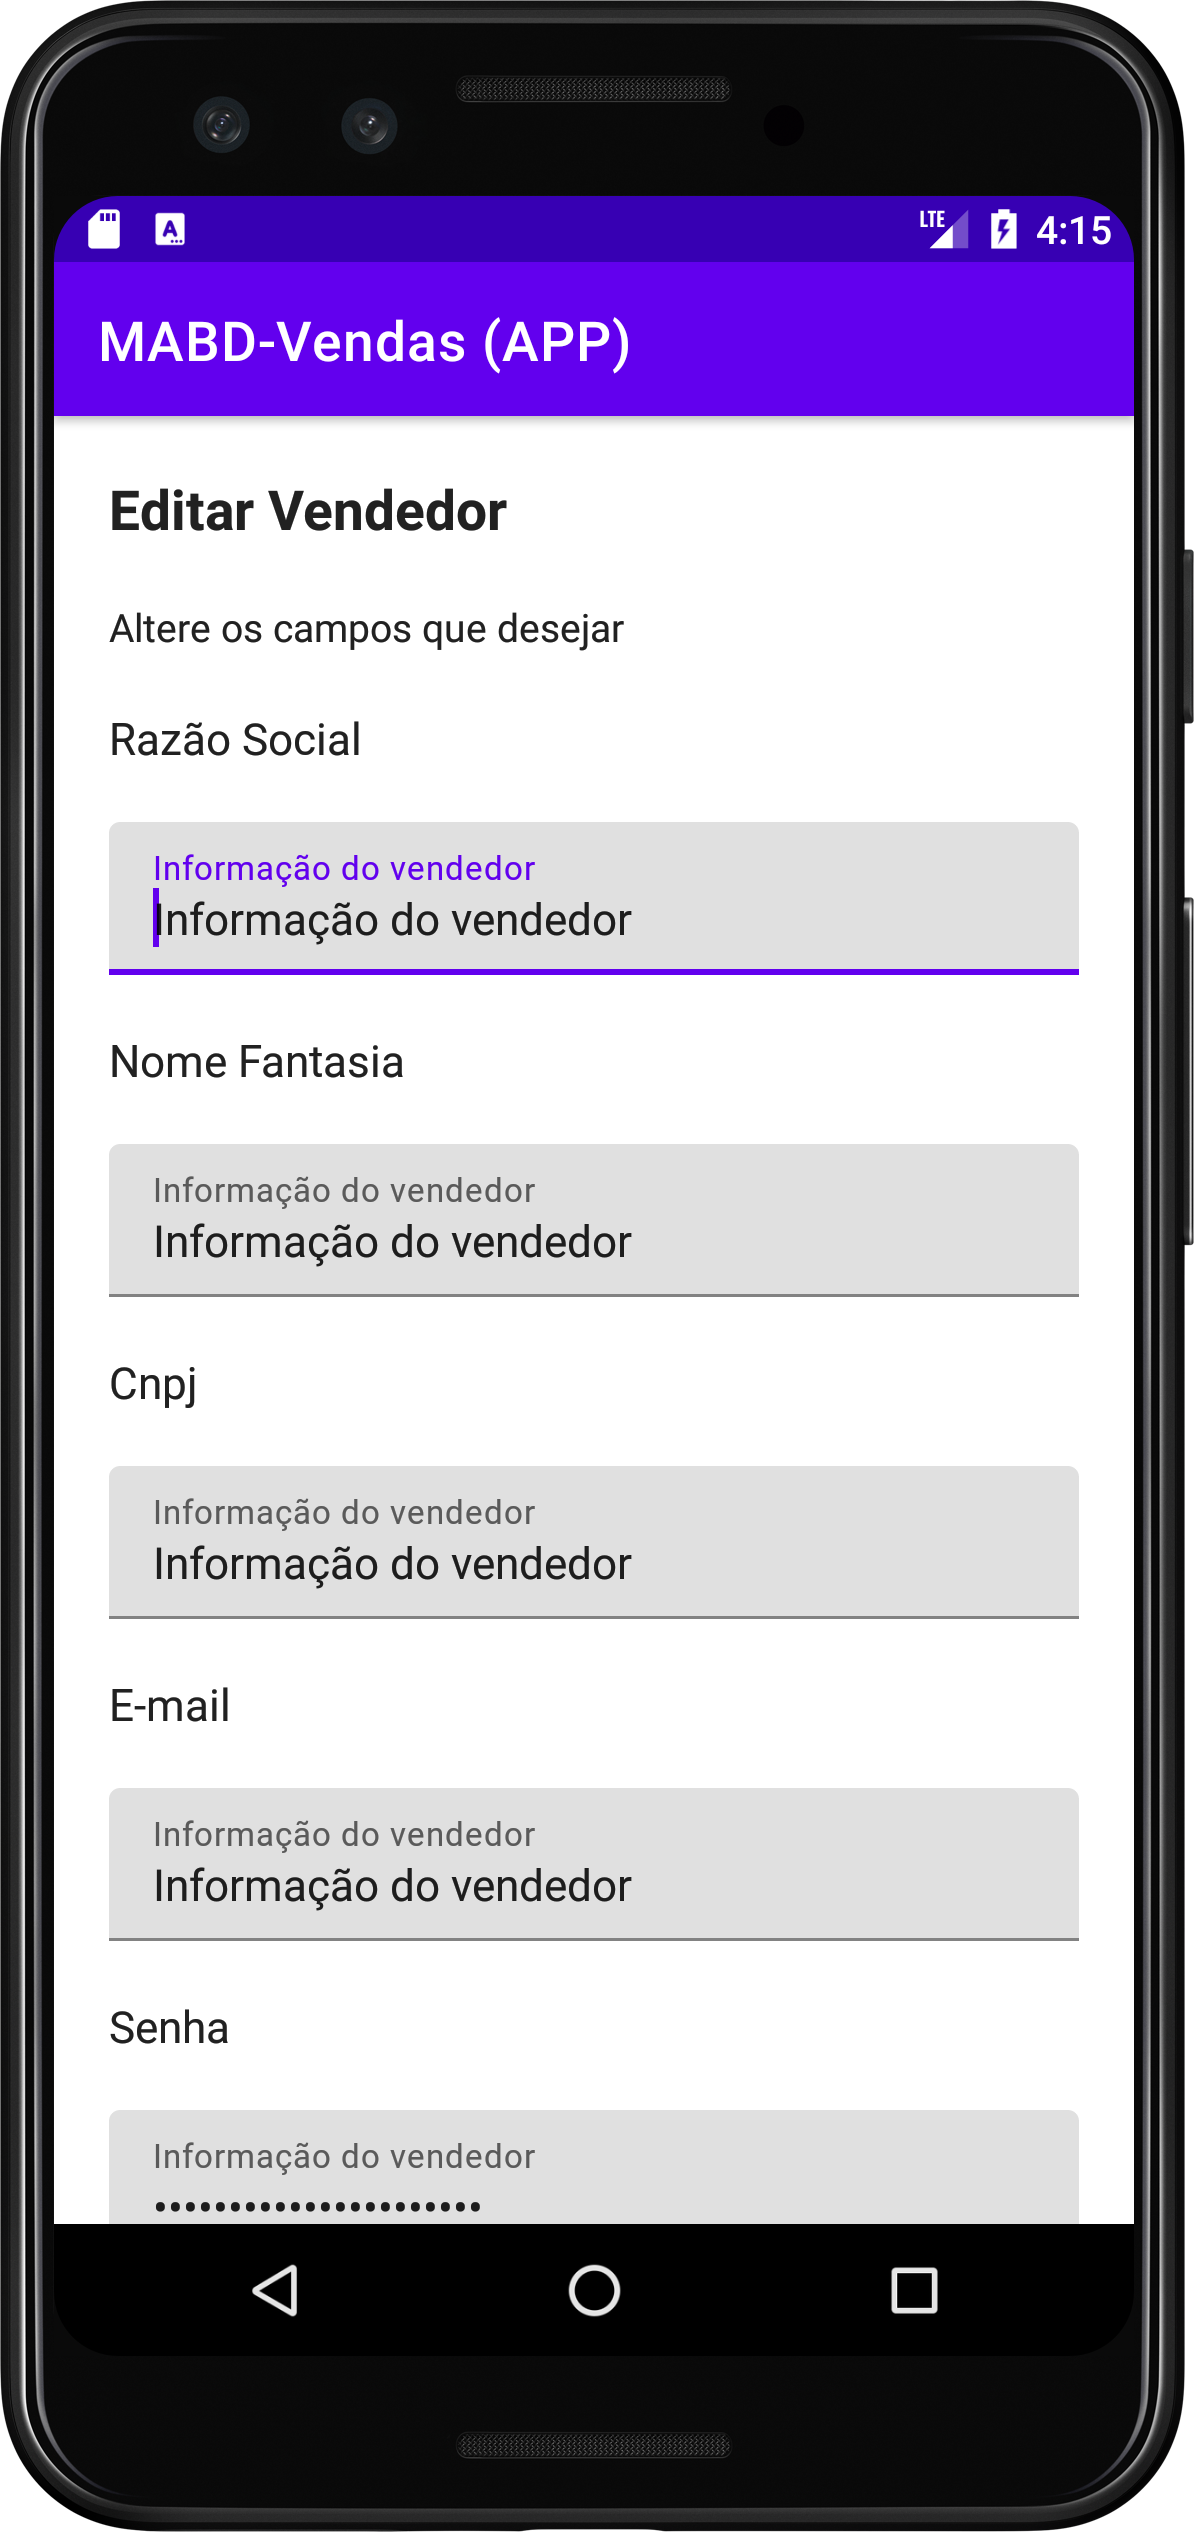 LTE 4:15
MABD-Vendas (APP)
Editar Vendedor
Altere os campos que desejar
Razão Social
Informação do vendedor
Informação do vendedor
Nome Fantasia
Informação do vendedor
Informação do vendedor
Cnpj
Informação do vendedor
Informação do vendedor
E-mail
Informação do vendedor
Informação do vendedor
Senha
Informação do vendedor
••••••••••••••••••••••